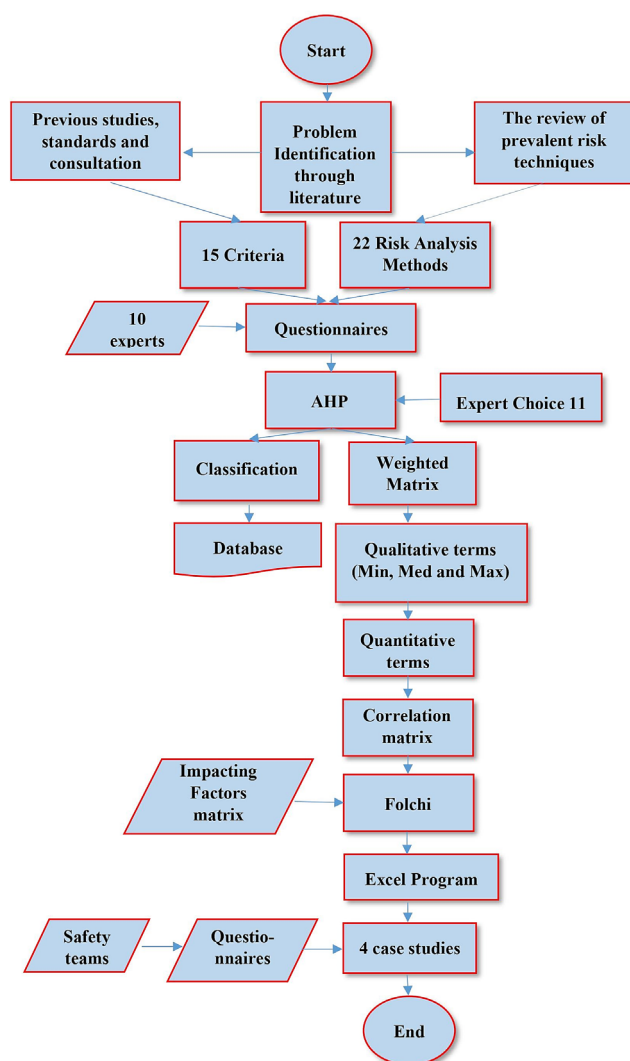 Start
Previous studies,
standards and
consultation
Problem
Identification
through
literature
The review of
prevalent risk
techniques
15 Criteria
22 Risk Analysis
Methods
10
experts
Questionnaires
AHP
Expert Choice 11
Classification
Weighted
Matrix
Database
Qualitative terms
(Min, Med and Max)
Quantitative
terms
Correlation
matrix
Impacting
Factors
matrix
Folchi
Excel Program
Safety
teams
Questio-
nnaires
4 case studies
End